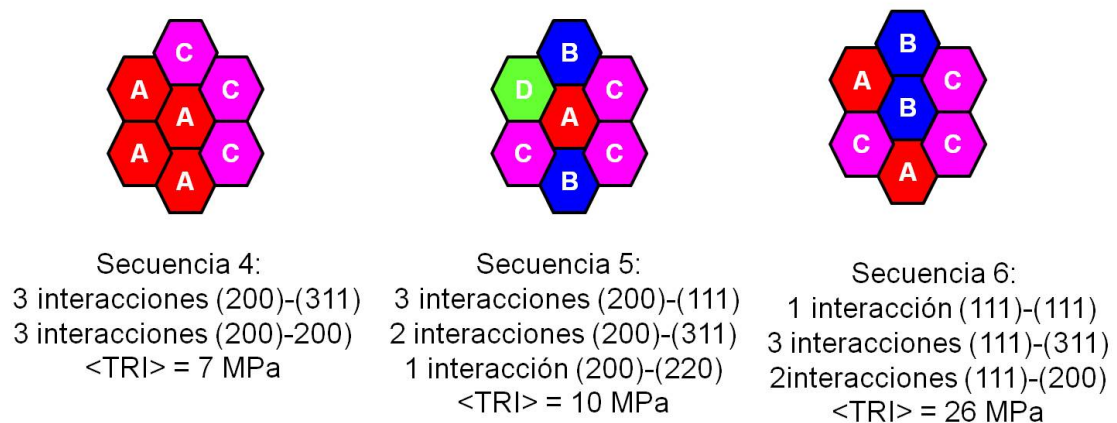 C
A
C
A
A
C
A
B
D
C
A
C
C
B
B
A
C
B
C
C
A
Secuencia 4:
3 interacciones (200)-(311)
3 interacciones (200)-200)
<TRI> = 7 MPa
Secuencia 5:
3 interacciones (200)-(111)
2 interacciones (200)-(311)
1 interacción (200)-(220)
<TRI> = 10 MPa
Secuencia 6:
1 interacción (111)-(111)
3 interacciones (111)-(311)
2interacciones (111)-(200)
<TRI> = 26 MPa